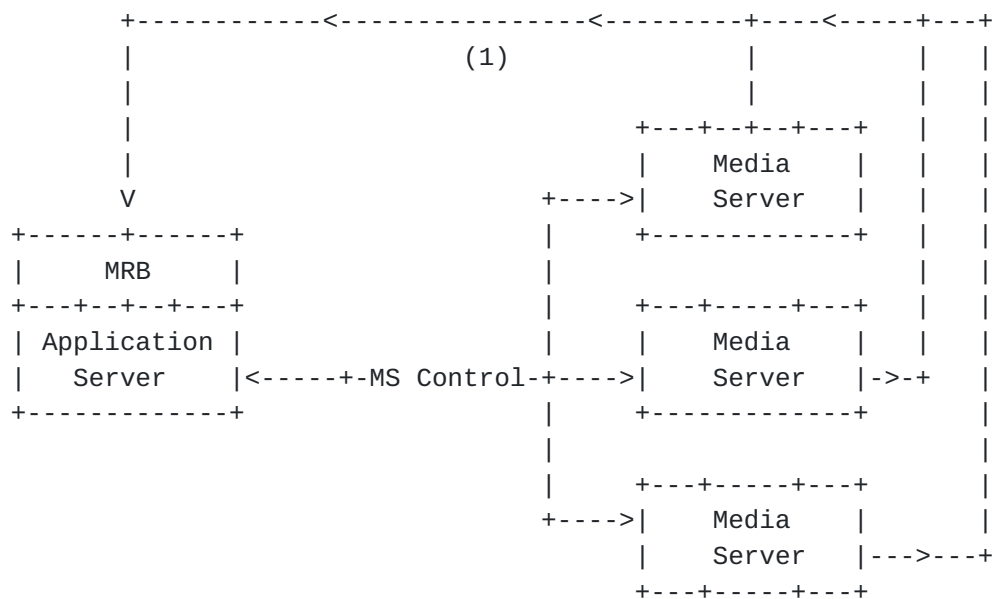 (1)
Media
V
Server
MRB
Application
Media
Server
MS Control
Server
Media
Server